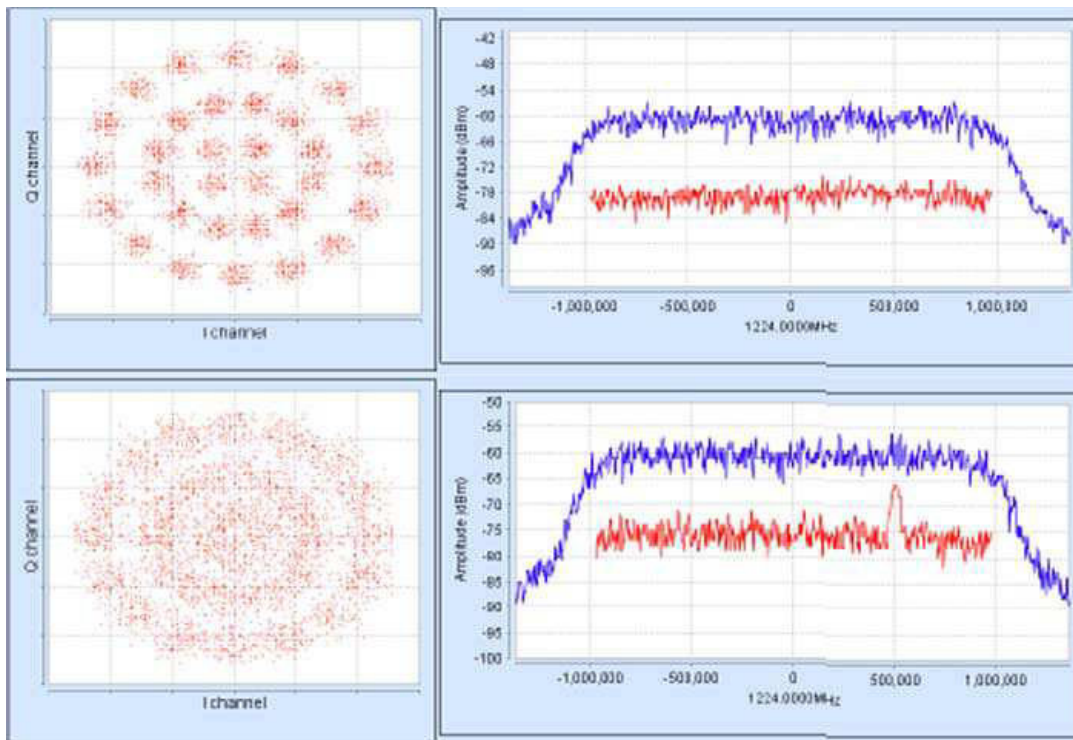 Q channel
I channel
Amplitude (dBm)
-42
-48
-54
-60
-66
-72
-78
-84
-90
-96
-1,000,000 -500,000 0 500,000 1,000,000
1224.0000MHz
Q channel
I channel
Amplitude (dBm)
-50
-55
-60
-65
-70
-75
-80
-85
-90
-95
-100
-1,000,000 -500,000 0 500,000 1,000,000
1224.0000MHz